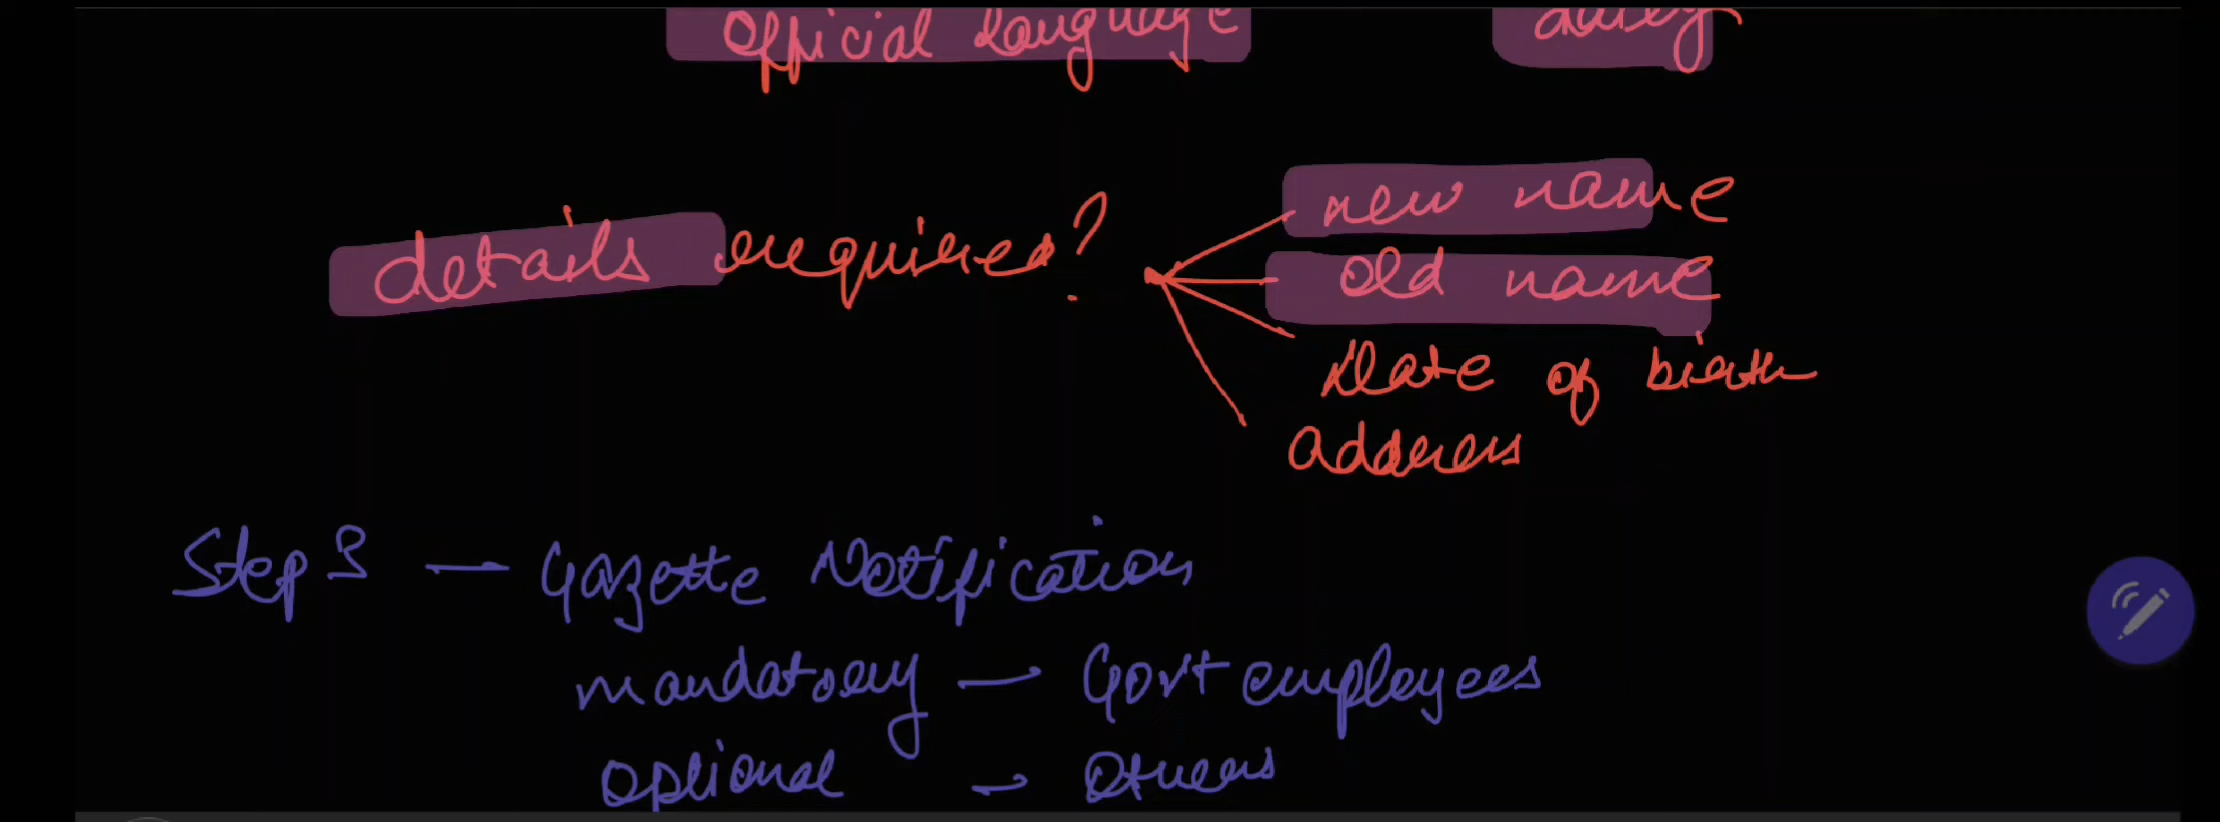 Official language daily
details required?
new name
old name
Date of birth
address
Step 3 — Gazette Notification
mandatory — Govt employees
optional — Others